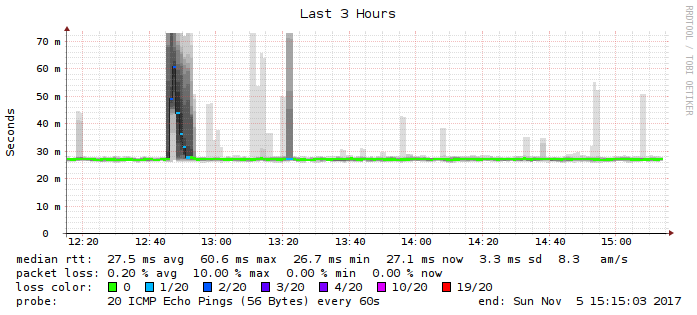 Last 3 Hours
RRDTOOL / TOBI OETIKER
Seconds
70 m
60 m
50 m
40 m
30 m
20 m
10 m
0
12:20 12:40 13:00 13:20 13:40 14:00 14:20 14:40 15:00
median rtt: 27.5 ms avg 60.6 ms max 26.7 ms min 27.1 ms now 3.3 ms sd 8.3 am/s
packet loss: 0.20 % avg 10.00 % max 0.00 % min 0.00 % now
loss color: 0 1/20 2/20 3/20 4/20 10/20 19/20
probe: 20 ICMP Echo Pings (56 Bytes) every 60s end: Sun Nov 5 15:15:03 2017